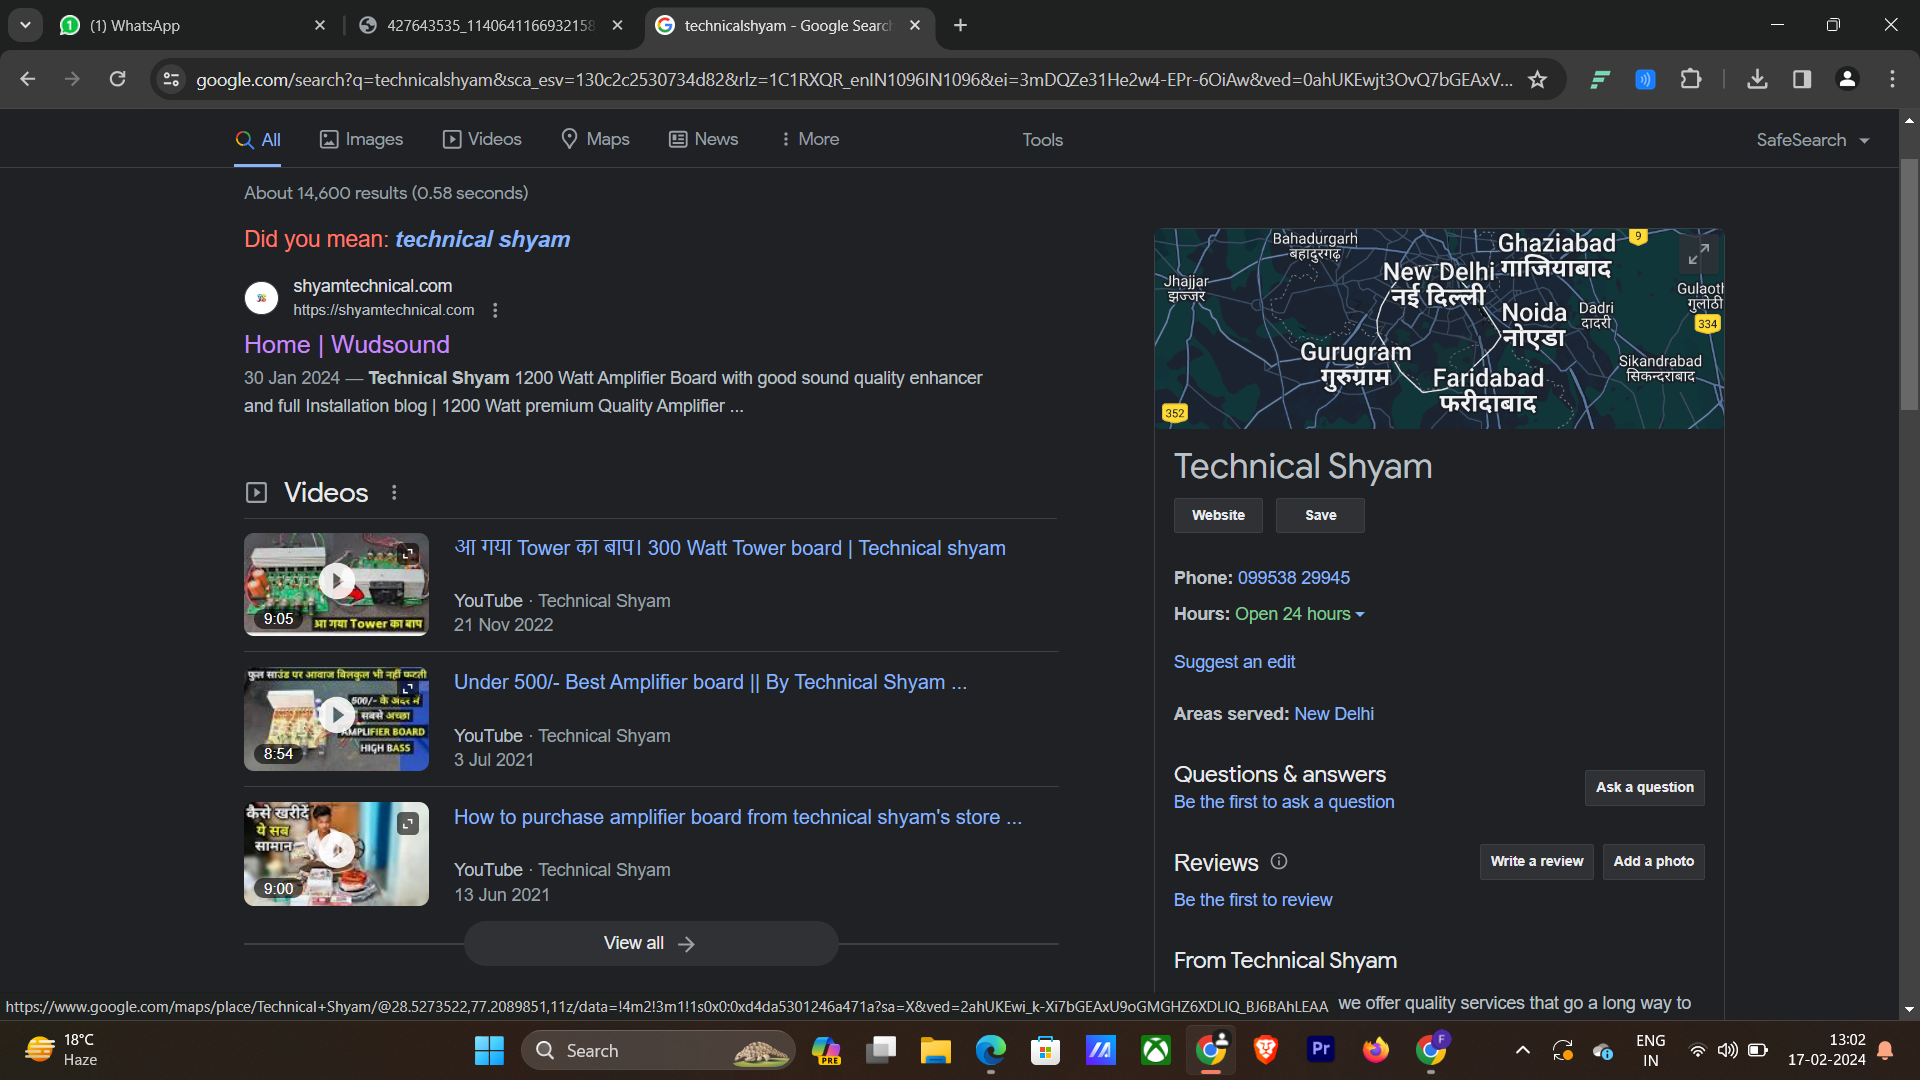 (1) WhatsApp
427643535_1140641166932158
technicalshyam - Google Search
google.com/search?q=technicalshyam&sca_esv=130c2c2530734d82&rlz=1C1RXQR_enIN1096IN1096&ei=3mDQZe31He2w4-EPr-6OiAw&ved=0ahUKEwjt3OvQ7bGEAxV...
All
Images
Videos
Maps
News
More
Tools
SafeSearch
About 14,600 results (0.58 seconds)
Did you mean: technical shyam
shyamtechnical.com
https://shyamtechnical.com
Home | Wudsound
30 Jan 2024 — Technical Shyam 1200 Watt Amplifier Board with good sound quality enhancer
and full Installation blog | 1200 Watt premium Quality Amplifier ...
Videos
आ गया Tower का बाप
9:05
आ गया Tower का बाप। 300 Watt Tower board | Technical shyam
YouTube · Technical Shyam
21 Nov 2022
फुल साउंड पर आवाज बिलकुल भी नहीं फटती
500/- के अंदर में
सबसे अच्छा
AMPLIFIER BOARD
HIGH BASS
8:54
Under 500/- Best Amplifier board || By Technical Shyam ...
YouTube · Technical Shyam
3 Jul 2021
कैसे खरीदें
ये सब
सामान
9:00
How to purchase amplifier board from technical shyam's store ...
YouTube · Technical Shyam
13 Jun 2021
View all
Bahadurgarh
बहादुरगढ़
Ghaziabad
गाजियाबाद
9
Jhajjar
झज्जर
New Delhi
नई दिल्ली
Gulaoth
गुलोठी
Noida
नोएडा
Dadri
दादरी
334
Gurugram
गुरुग्राम
Sikandrabad
सिकन्दराबाद
Faridabad
फरीदाबाद
352
Technical Shyam
Website
Save
Phone: 099538 29945
Hours: Open 24 hours
Suggest an edit
Areas served: New Delhi
Questions & answers
Be the first to ask a question
Ask a question
Reviews
Write a review
Add a photo
Be the first to review
From Technical Shyam
we offer quality services that go a long way to
https://www.google.com/maps/place/Technical+Shyam/@28.5273522,77.2089851,11z/data=!4m2!3m1!1s0x0:0xd4da5301246a471a?sa=X&ved=2ahUKEwi_k-Xi7bGEAxU9oGMGHZ6XDLIQ_BJ6BAhLEAA
18°C
Haze
Search
PRE
Pr
F
ENG
IN
13:02
17-02-2024